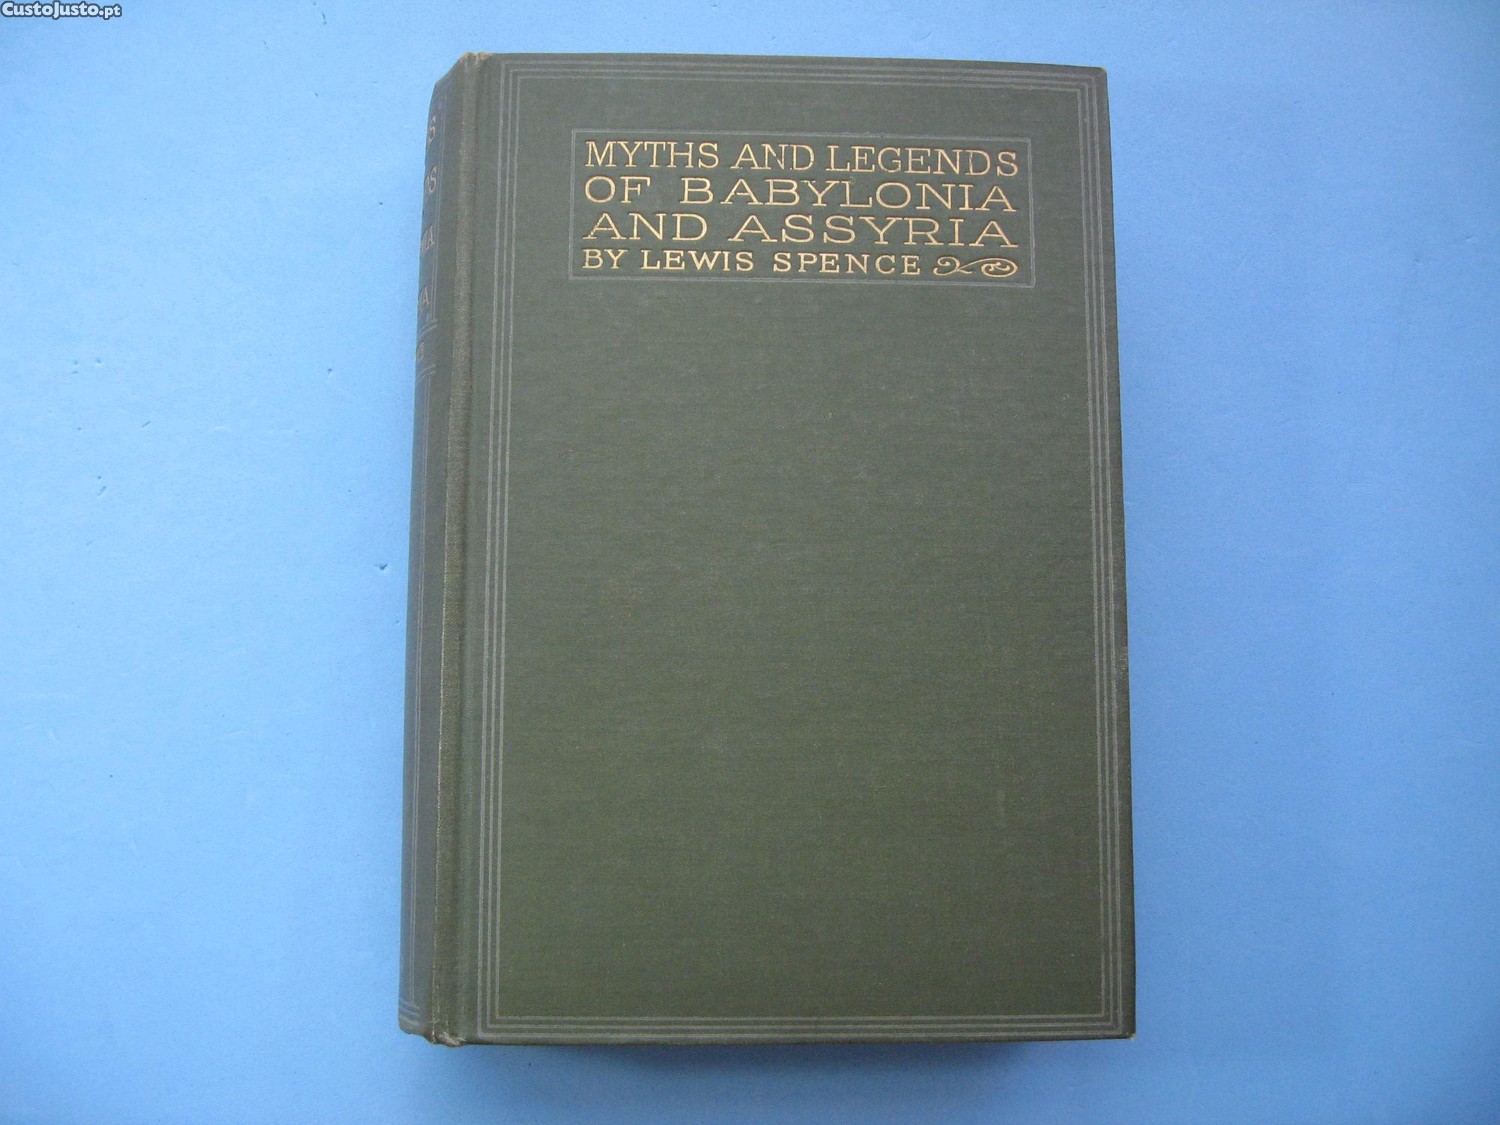 CustoJusto.pt
MYTHS AND LEGENDS
OF BABYLONIA
AND ASSYRIA
BY LEWIS SPENCE